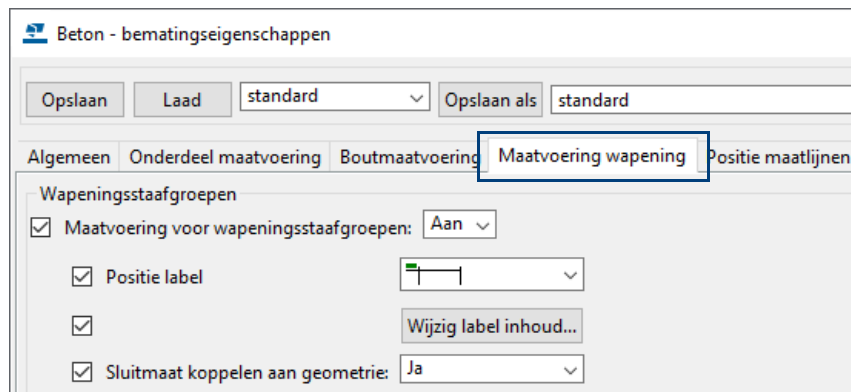 Beton - bematingseigenschappen
Opslaan Laad standard Opslaan als standard
Algemeen Onderdeel maatvoering Boutmaatvoering Maatvoering wapening Positie maatlijnen
Wapeningsstaafgroepen
Maatvoering voor wapeningsstaafgroepen: Aan
Positie label
Wijzig label inhoud...
Sluitmaat koppelen aan geometrie: Ja